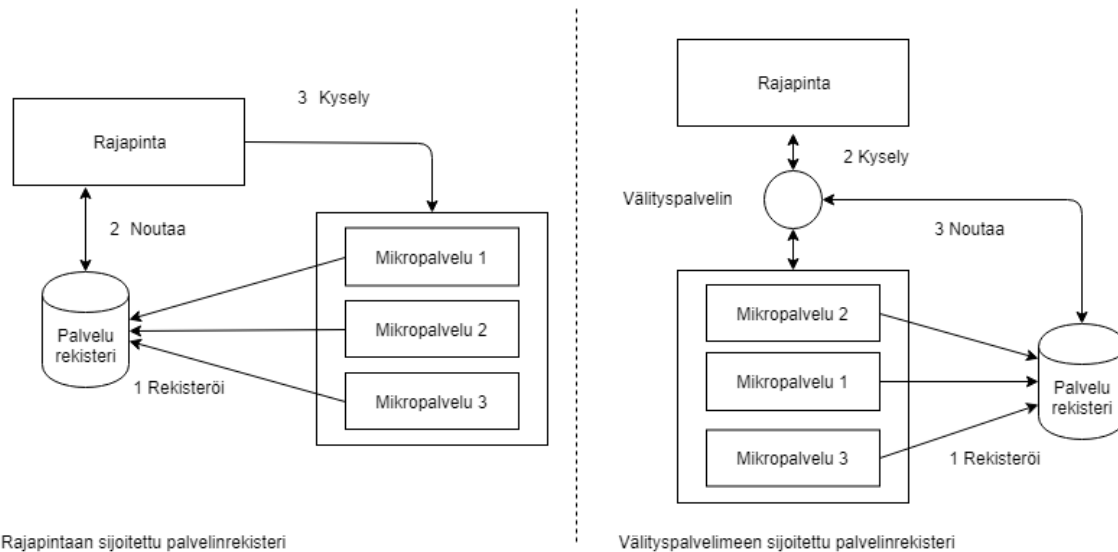 3 Kysely
Rajapinta
2 Noutaa
Mikropalvelu 1
Mikropalvelu 2
Mikropalvelu 3
Palvelu
rekisteri
1 Rekisteröi
Rajapintaan sijoitettu palvelinrekisteri
Rajapinta
2 Kysely
Välityspalvelin
3 Noutaa
Mikropalvelu 2
Mikropalvelu 1
Mikropalvelu 3
Palvelu
rekisteri
1 Rekisteröi
Välityspalvelimeen sijoitettu palvelinrekisteri